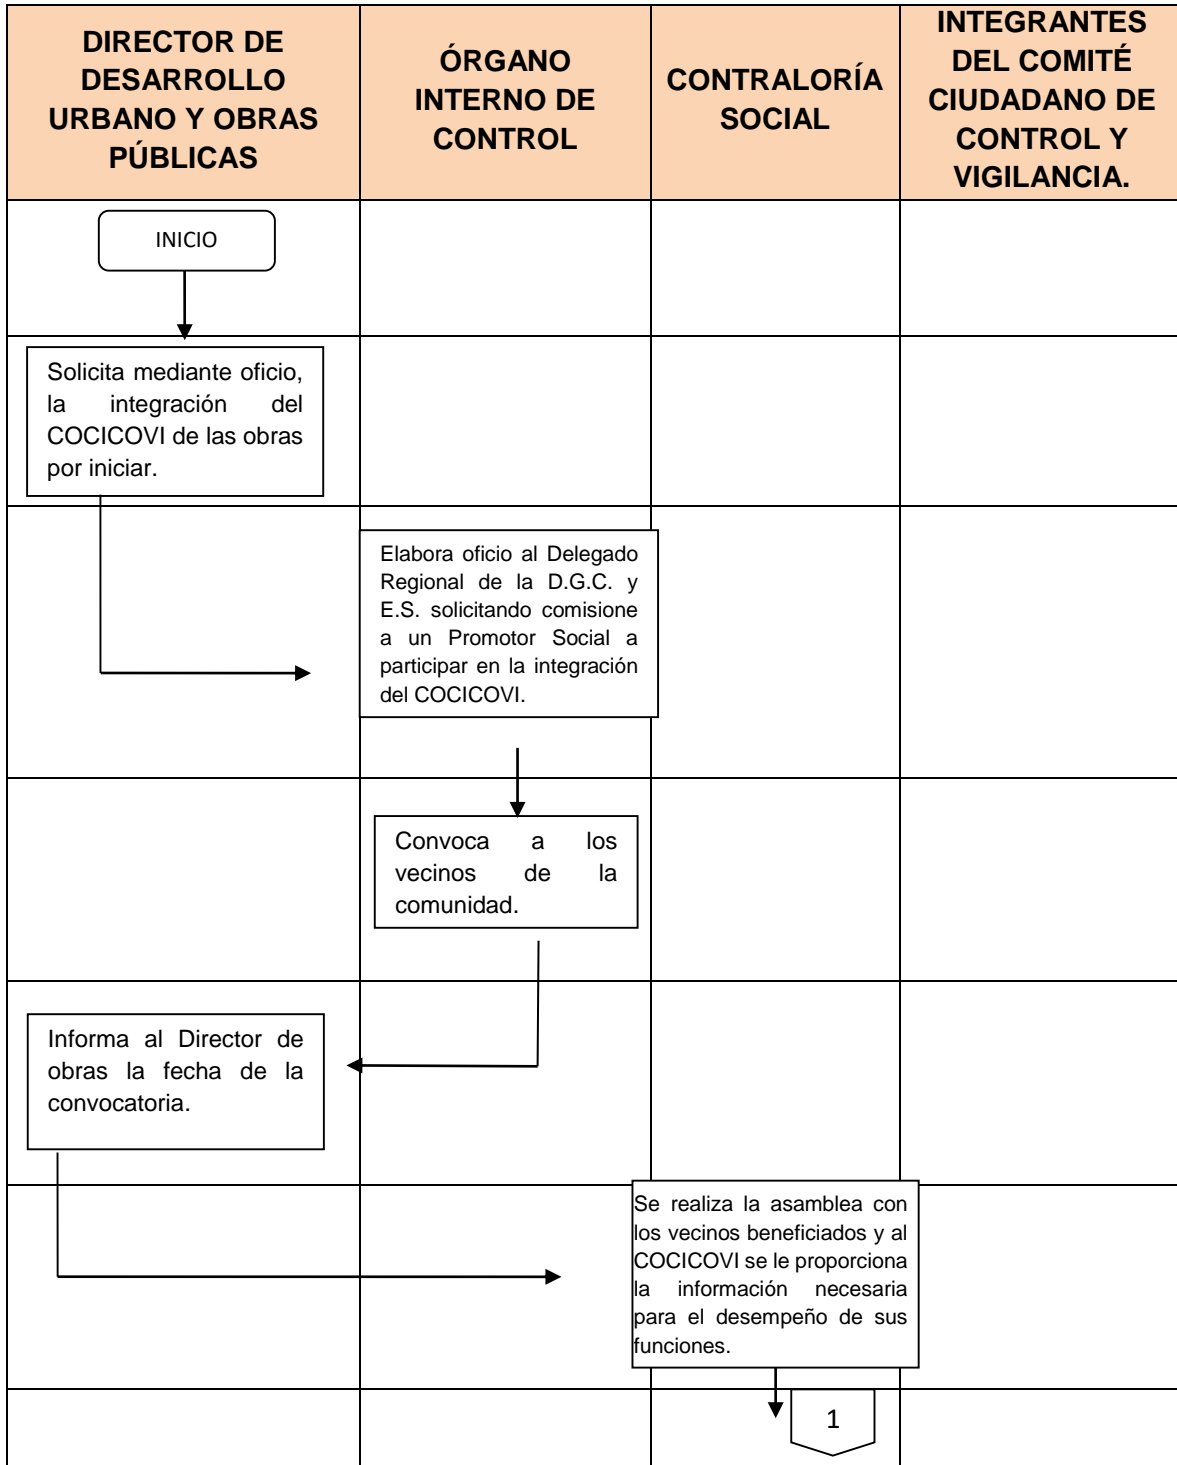 DIRECTOR DE
DESARROLLO
URBANO Y OBRAS
PÚBLICAS
ÓRGANO
INTERNO DE
CONTROL
CONTRALORÍA
SOCIAL
INTEGRANTES
DEL COMITÉ
CIUDADANO DE
CONTROL Y
VIGILANCIA.
INICIO
Solicita mediante oficio,
la integración del
COCICOVI de las obras
por iniciar.
Elabora oficio al Delegado
Regional de la D.G.C. y
E.S. solicitando comisione
a un Promotor Social a
participar en la integración
del COCICOVI.
Convoca a los
vecinos de la
comunidad.
Informa al Director de
obras la fecha de la
convocatoria.
Se realiza la asamblea con
los vecinos beneficiados y al
COCICOVI se le proporciona
la información necesaria
para el desempeño de sus
funciones.
1